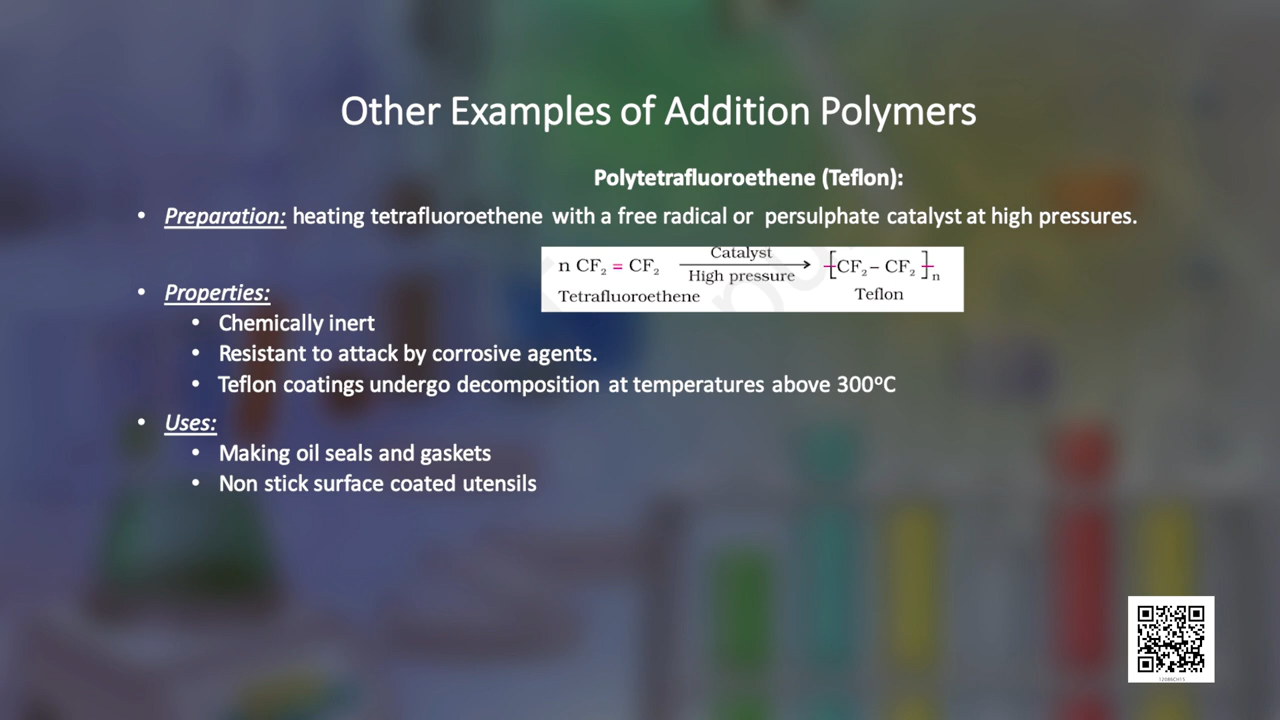 Other Examples of Addition Polymers
Polytetrafluoroethene (Teflon):
• Preparation: heating tetrafluoroethene with a free radical or persulphate catalyst at high pressures.
n CF₂ = CF₂ Catalyst High pressure → [CF₂ – CF₂]ₙ
Tetrafluoroethene Teflon
• Properties:
• Chemically inert
• Resistant to attack by corrosive agents.
• Teflon coatings undergo decomposition at temperatures above 300ºC
• Uses:
• Making oil seals and gaskets
• Non stick surface coated utensils